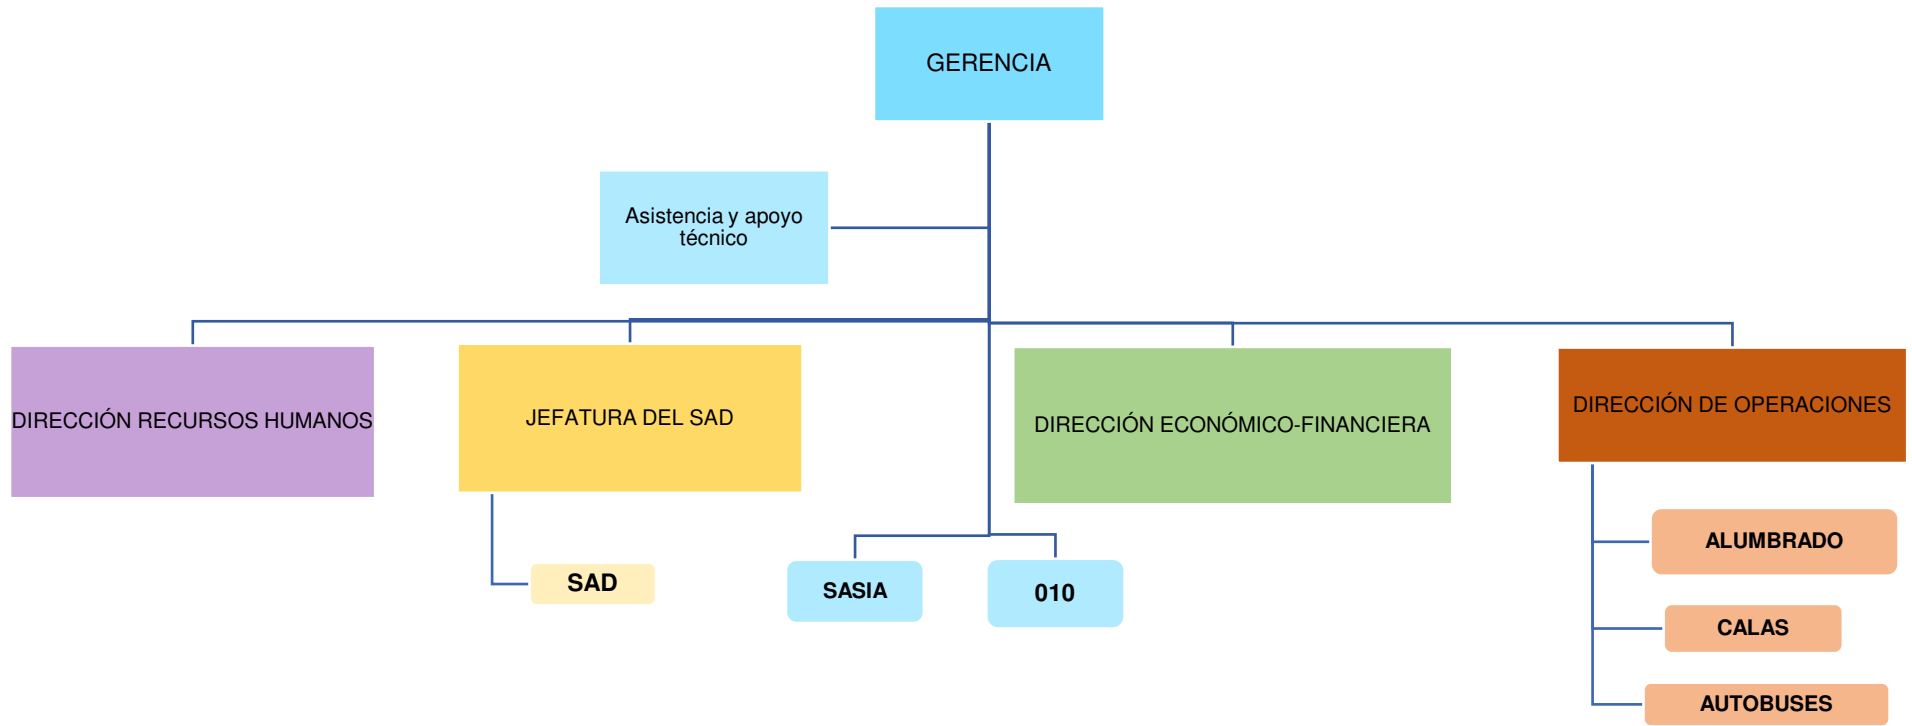 GERENCIA
Asistencia y apoyo
técnico
DIRECCIÓN RECURSOS HUMANOS
JEFATURA DEL SAD
DIRECCIÓN ECONÓMICO-FINANCIERA
DIRECCIÓN DE OPERACIONES
SAD
SASIA
010
ALUMBRADO
CALAS
AUTOBUSES